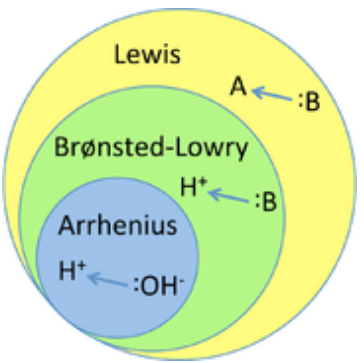 Lewis
A :B
Brønsted-Lowry
H⁺ :B
Arrhenius
H⁺ :OH⁻